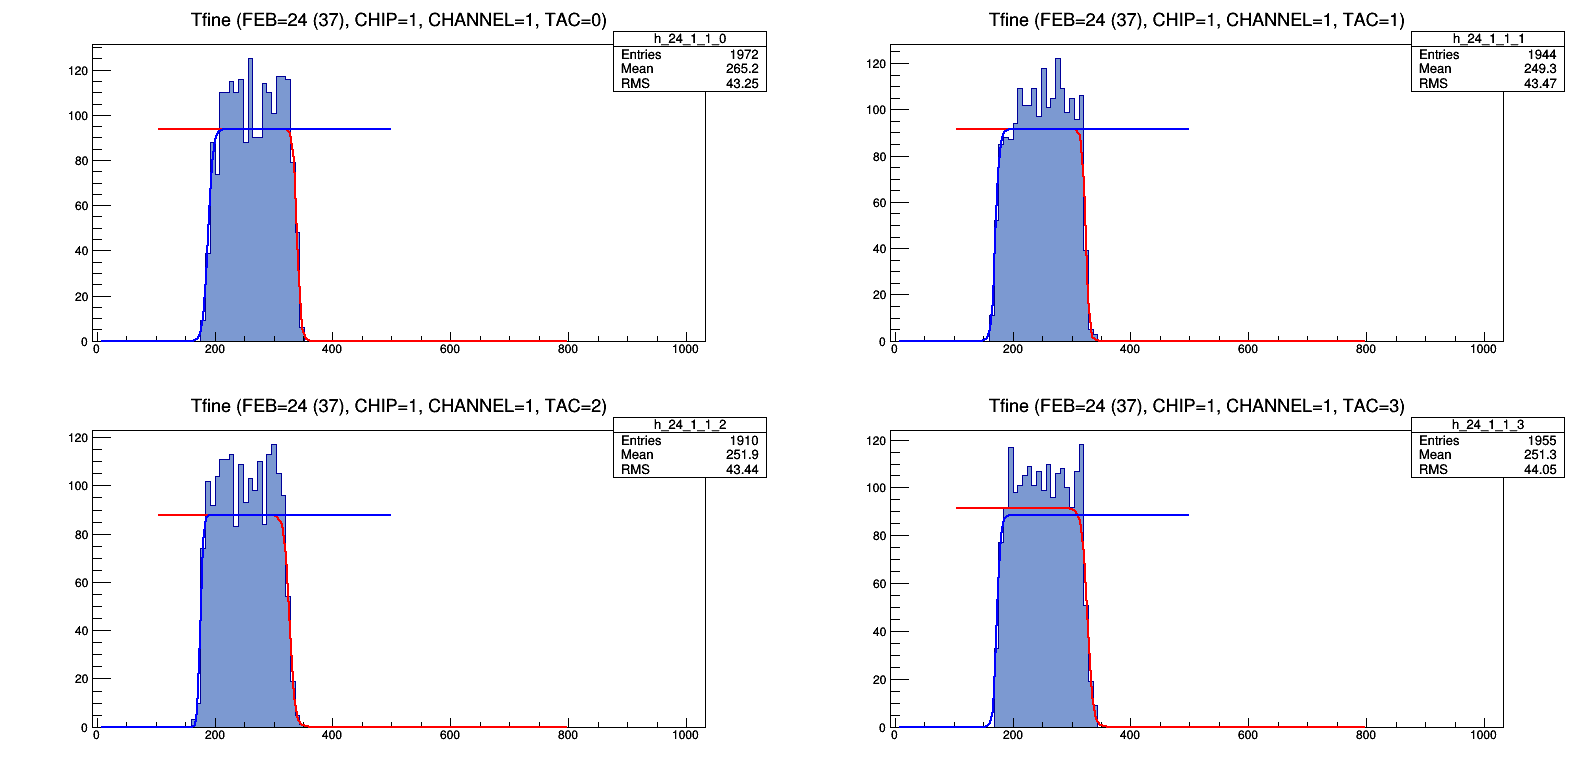 Tfine (FEB=24 (37), CHIP=1, CHANNEL=1, TAC=0)
h_24_1_1_0
Entries 1972
Mean 265.2
RMS 43.25
120
100
80
60
40
20
0
0 200 400 600 800 1000
Tfine (FEB=24 (37), CHIP=1, CHANNEL=1, TAC=1)
h_24_1_1_1
Entries 1944
Mean 249.3
RMS 43.47
120
100
80
60
40
20
0
0 200 400 600 800 1000
Tfine (FEB=24 (37), CHIP=1, CHANNEL=1, TAC=2)
h_24_1_1_2
Entries 1910
Mean 251.9
RMS 43.44
120
100
80
60
40
20
0
0 200 400 600 800 1000
Tfine (FEB=24 (37), CHIP=1, CHANNEL=1, TAC=3)
h_24_1_1_3
Entries 1955
Mean 251.3
RMS 44.05
120
100
80
60
40
20
0
0 200 400 600 800 1000